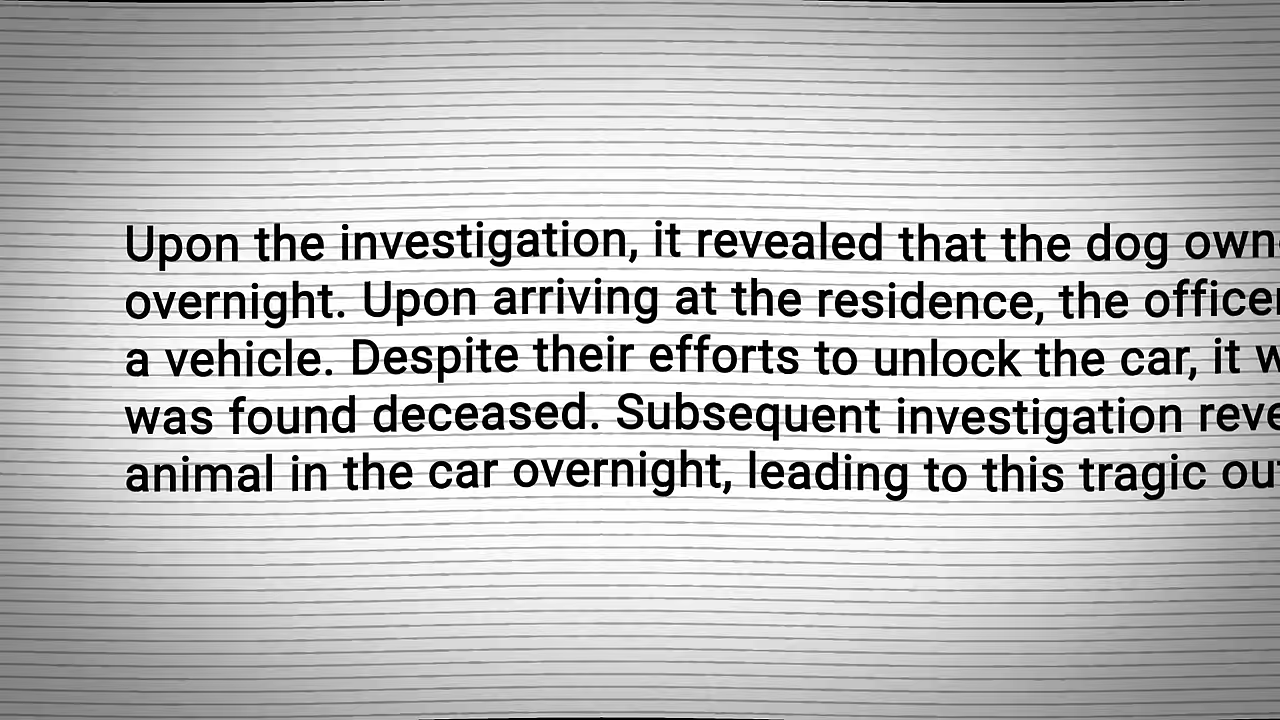 Upon the investigation, it revealed that the dog
overnight. Upon arriving at the residence, the
a vehicle. Despite their efforts to unlock the car, it
was found deceased. Subsequent investigation
animal in the car overnight, leading to this tragic